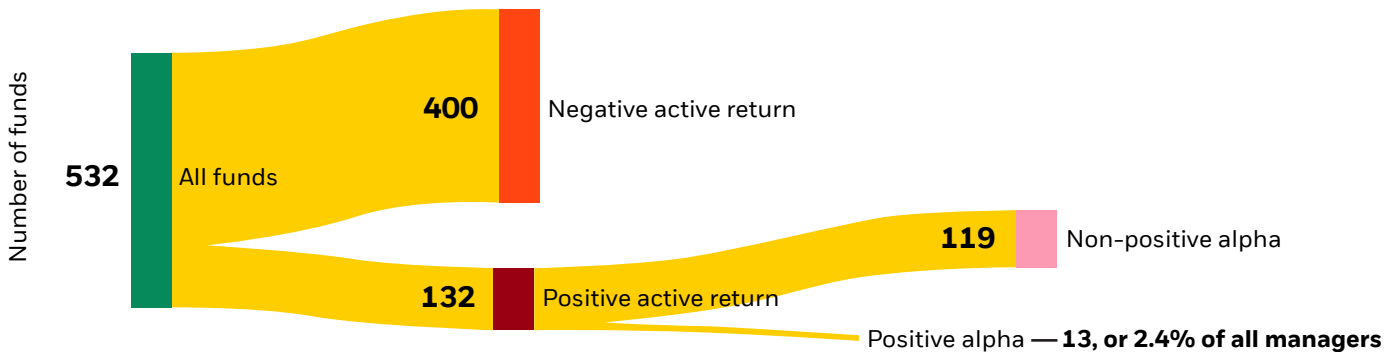 Number of funds
532
All funds
400
Negative active return
132
Positive active return
119
Non-positive alpha
Positive alpha — 13, or 2.4% of all managers